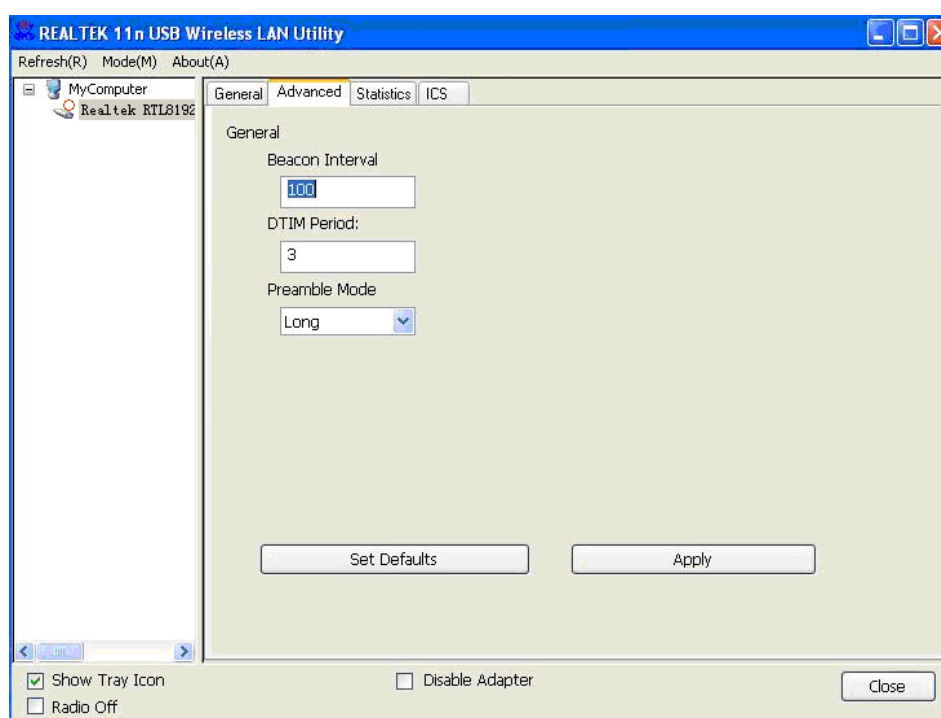 REALTEK 11n USB Wireless LAN Utility
Refresh(R) Mode(M) About(A)
MyComputer
Realtek RTL8192
General Advanced Statistics ICS
General
Beacon Interval
100
DTIM Period:
3
Preamble Mode
Long
Set Defaults Apply
Show Tray Icon Disable Adapter
Radio Off
Close